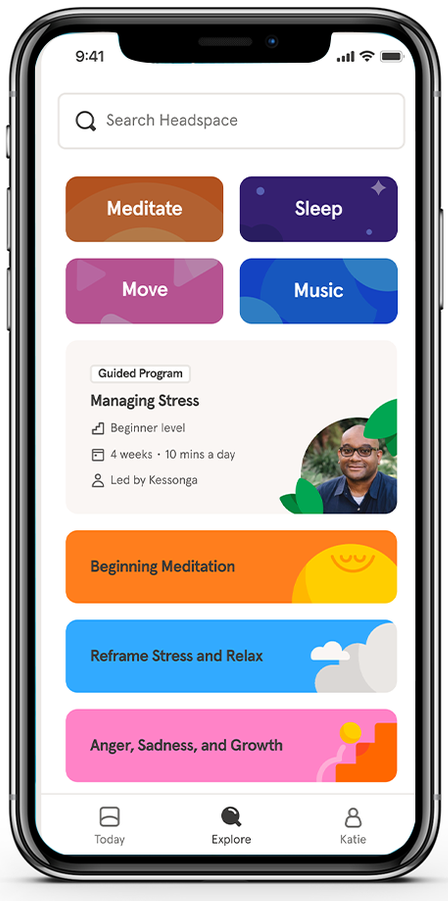 9:41
Search Headspace
Meditate
Sleep
Move
Music
Guided Program
Managing Stress
Beginner level
4 weeks • 10 mins a day
Led by Kessonga
Beginning Meditation
Reframe Stress and Relax
Anger, Sadness, and Growth
Today
Explore
Katie